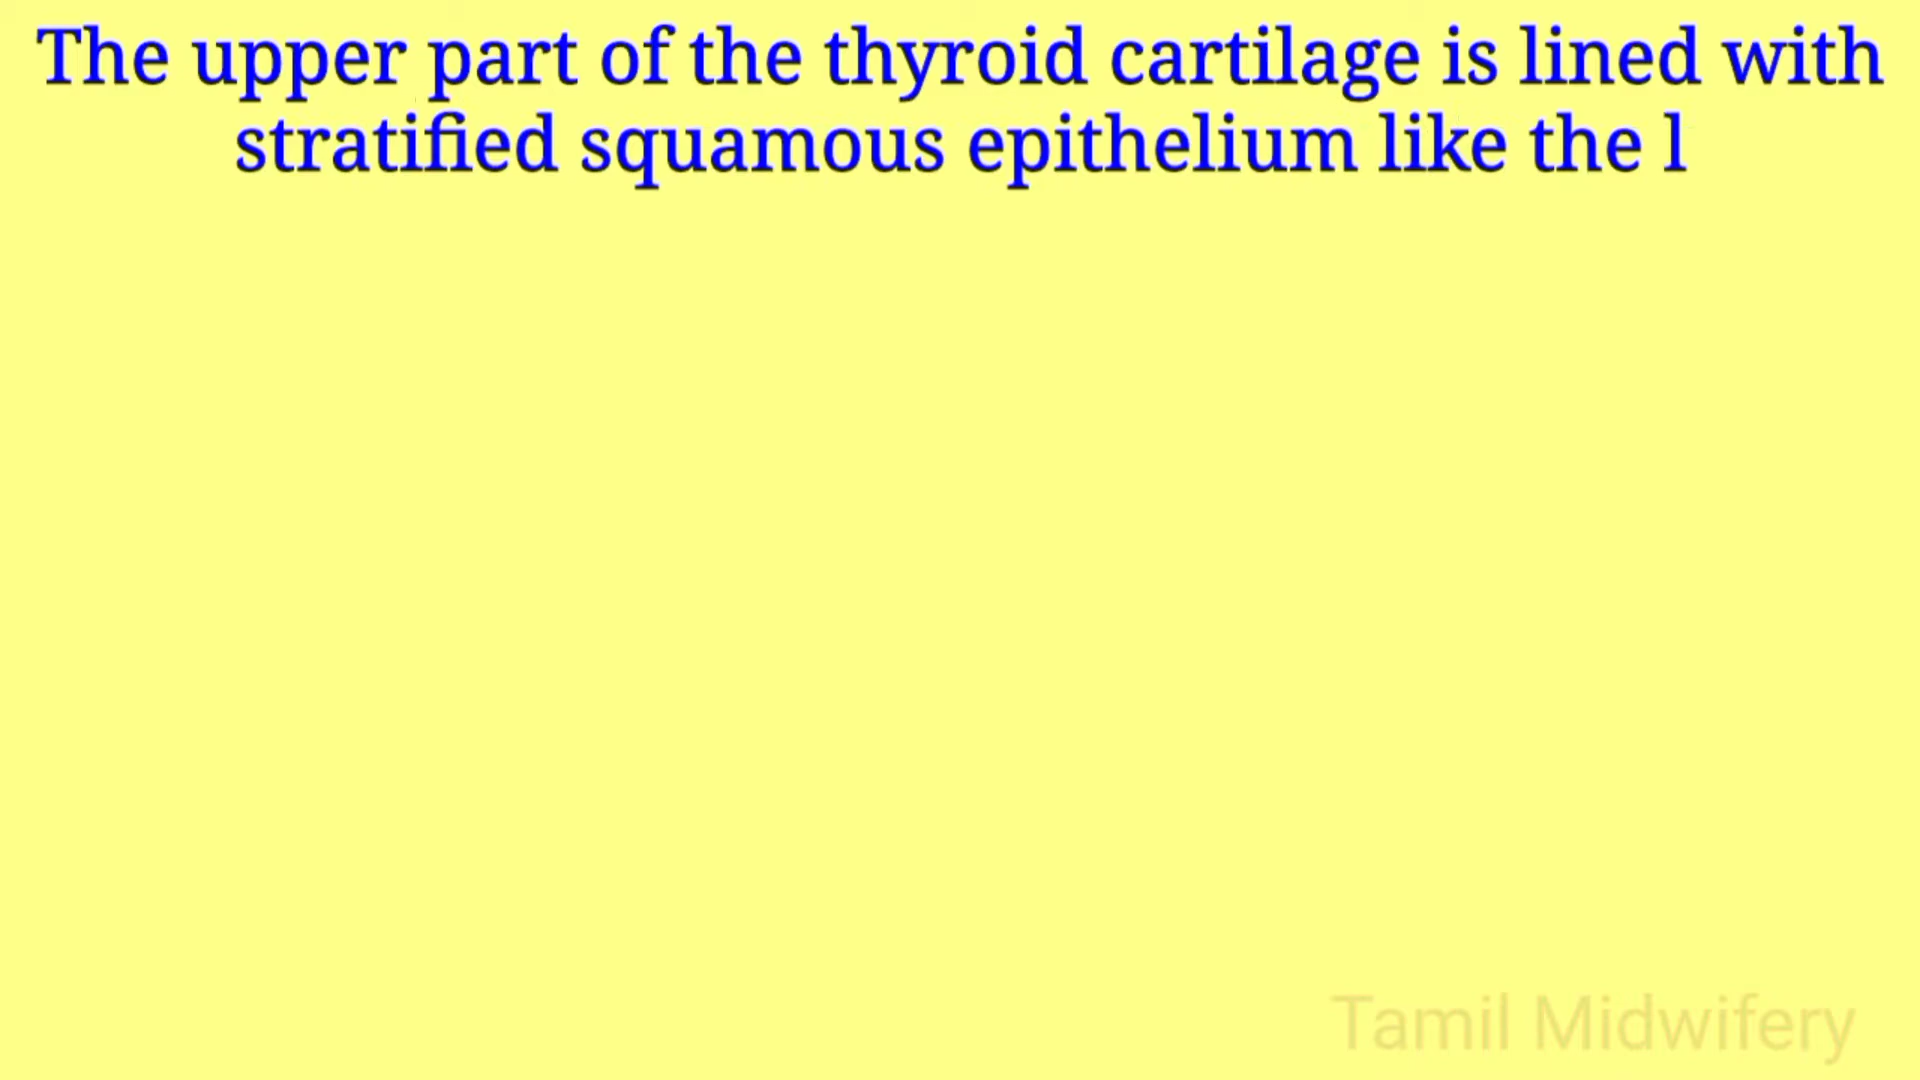 The upper part of the thyroid cartilage is lined with
stratified squamous epithelium like the l
Tamil Midwifery